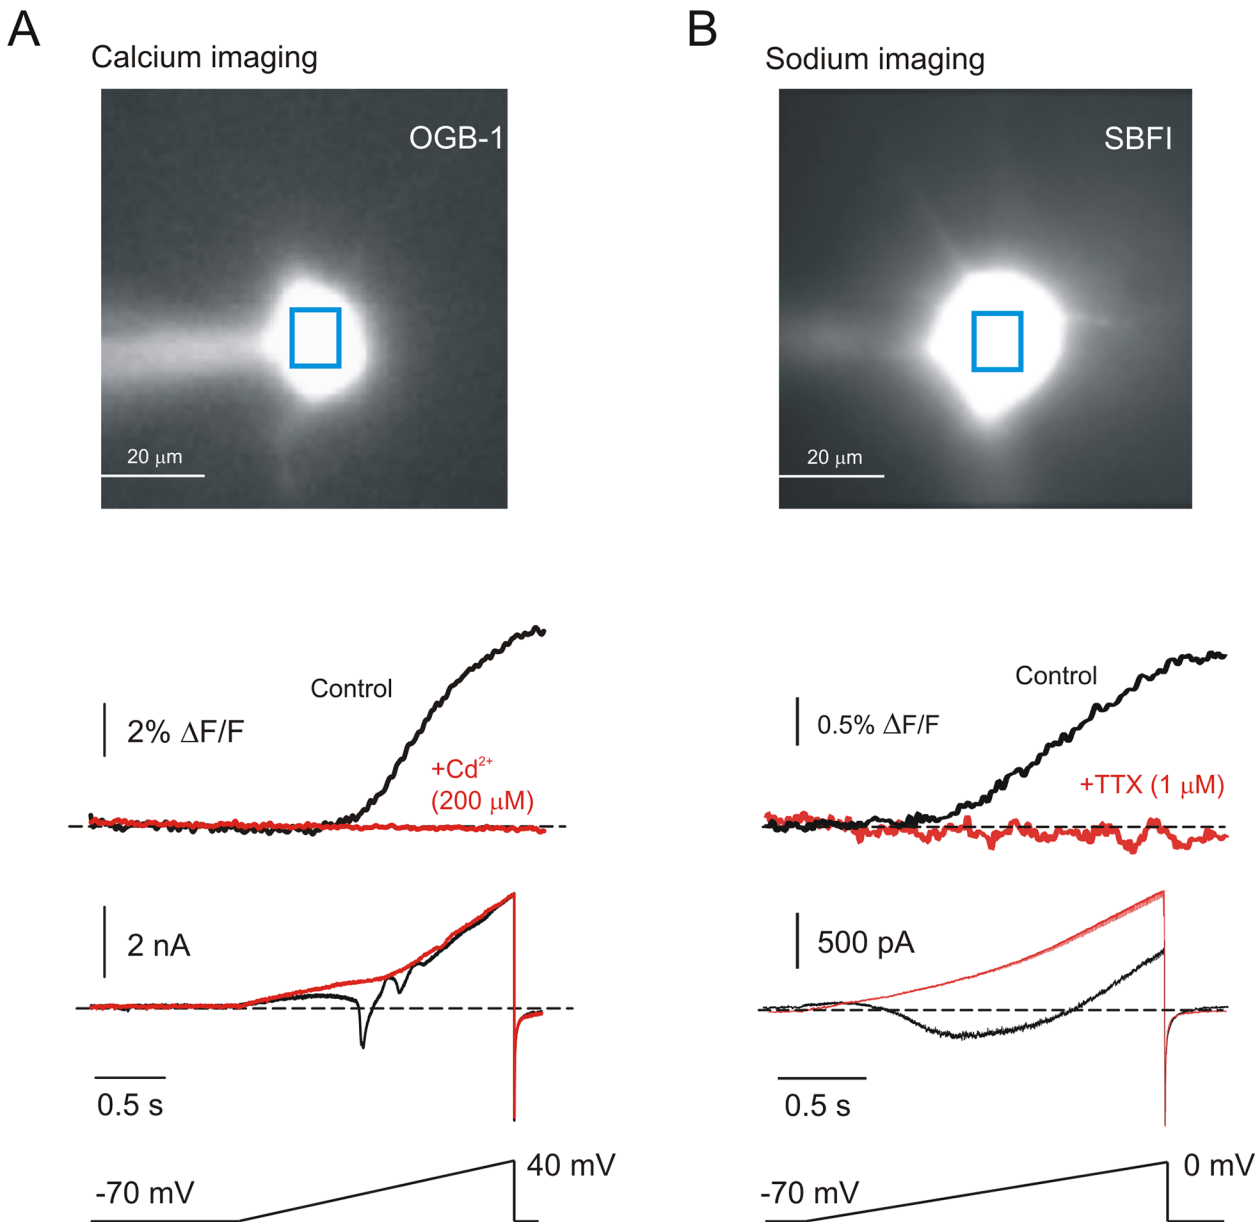 A
Calcium imaging
OGB-1
20 μm
Control
2% ΔF/F
+Cd²⁺
(200 μM)
2 nA
0.5 s
-70 mV
40 mV
B
Sodium imaging
SBFI
20 μm
Control
0.5% ΔF/F
+TTX (1 μM)
500 pA
0.5 s
-70 mV
0 mV